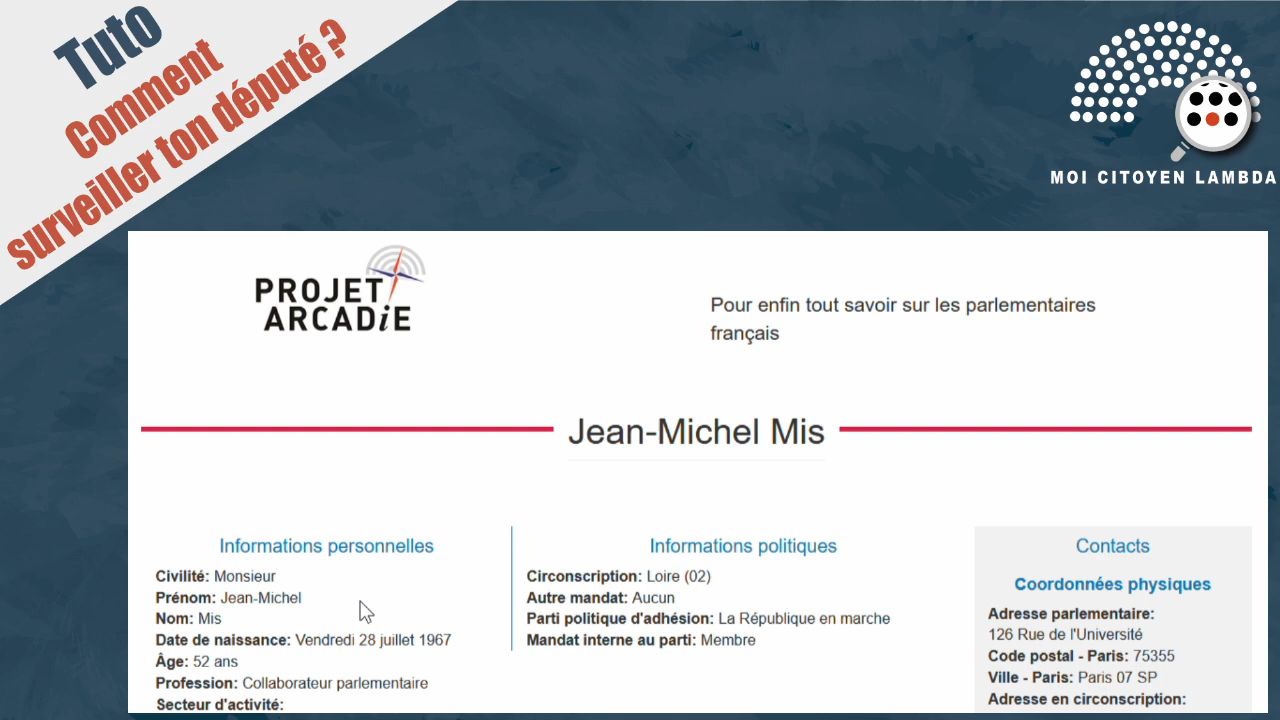 Tuto
Comment
surveiller ton député ?
MOI CITOYEN LAMBDA
PROJET
ARCADiE
Pour enfin tout savoir sur les parlementaires
français
Jean-Michel Mis
Informations personnelles
Civilité: Monsieur
Prénom: Jean-Michel
Nom: Mis
Date de naissance: Vendredi 28 juillet 1967
Âge: 52 ans
Profession: Collaborateur parlementaire
Secteur d'activité:
Informations politiques
Circonscription: Loire (02)
Autre mandat: Aucun
Parti politique d'adhésion: La République en marche
Mandat interne au parti: Membre
Contacts
Coordonnées physiques
Adresse parlementaire:
126 Rue de l'Université
Code postal - Paris: 75355
Ville - Paris: Paris 07 SP
Adresse en circonscription: